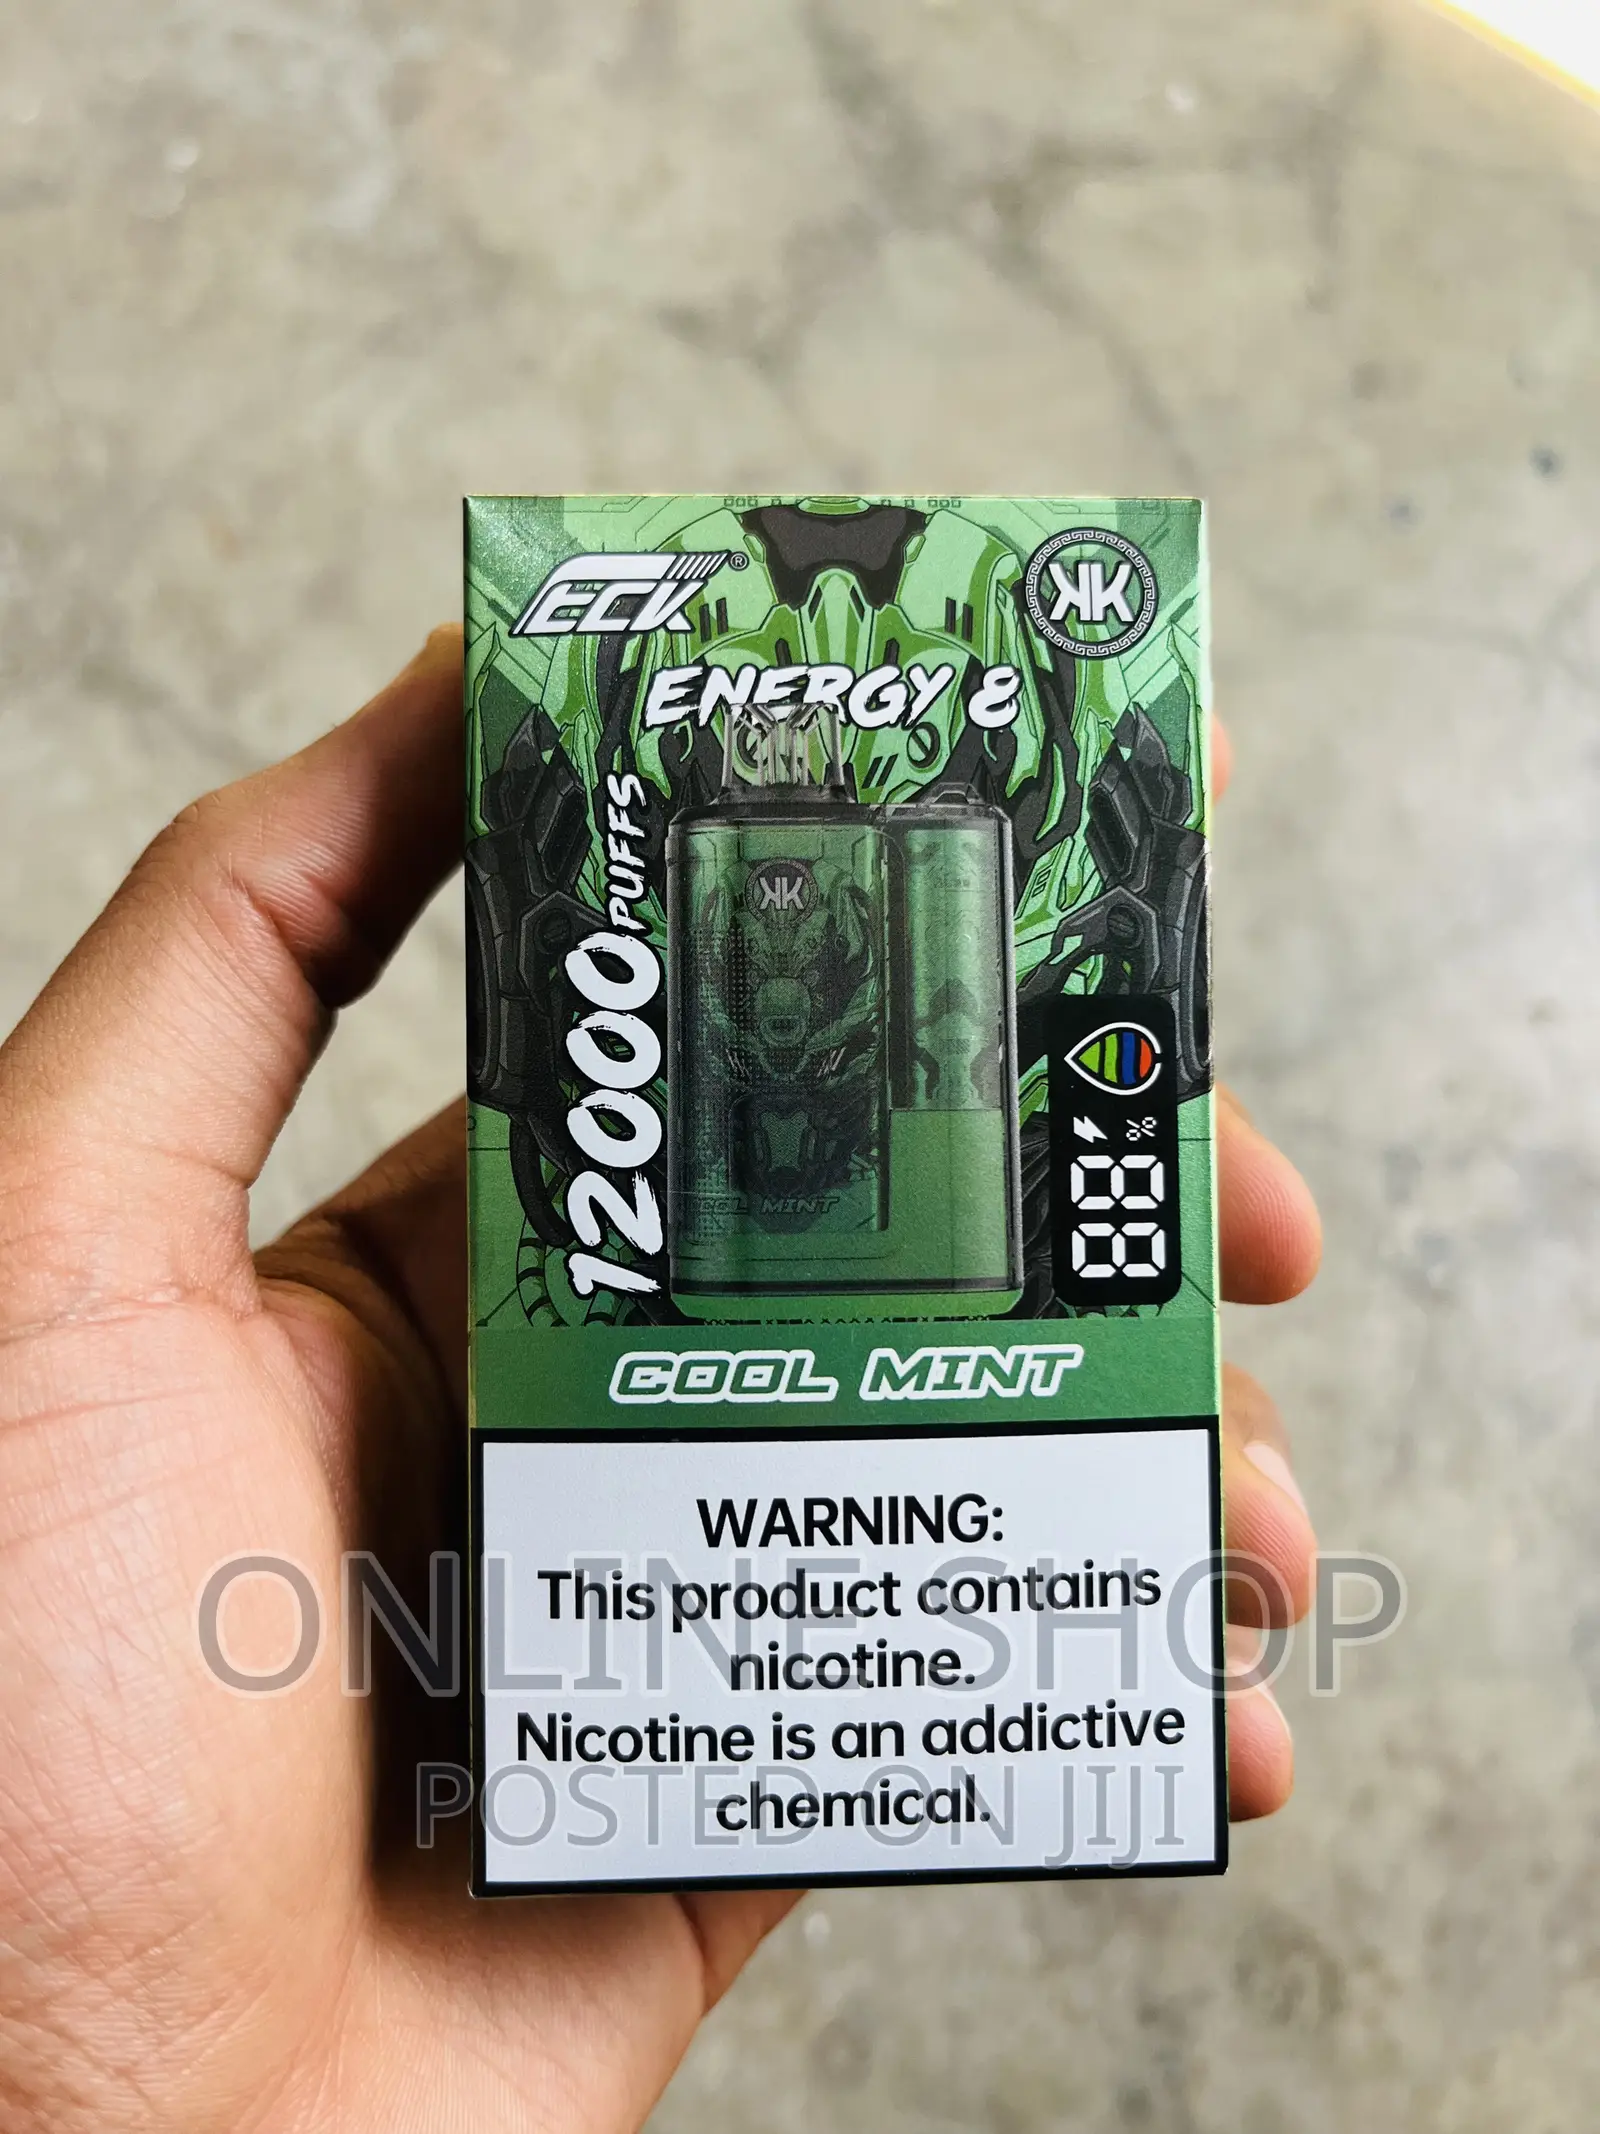 ECK®
KK
ENERGY 8
12000 PUFFS
KK
COOL MINT
%
88
COOL MINT
WARNING:
This product contains
nicotine.
Nicotine is an addictive
chemical.
ONLINE SHOP
POSTED ON JIJI